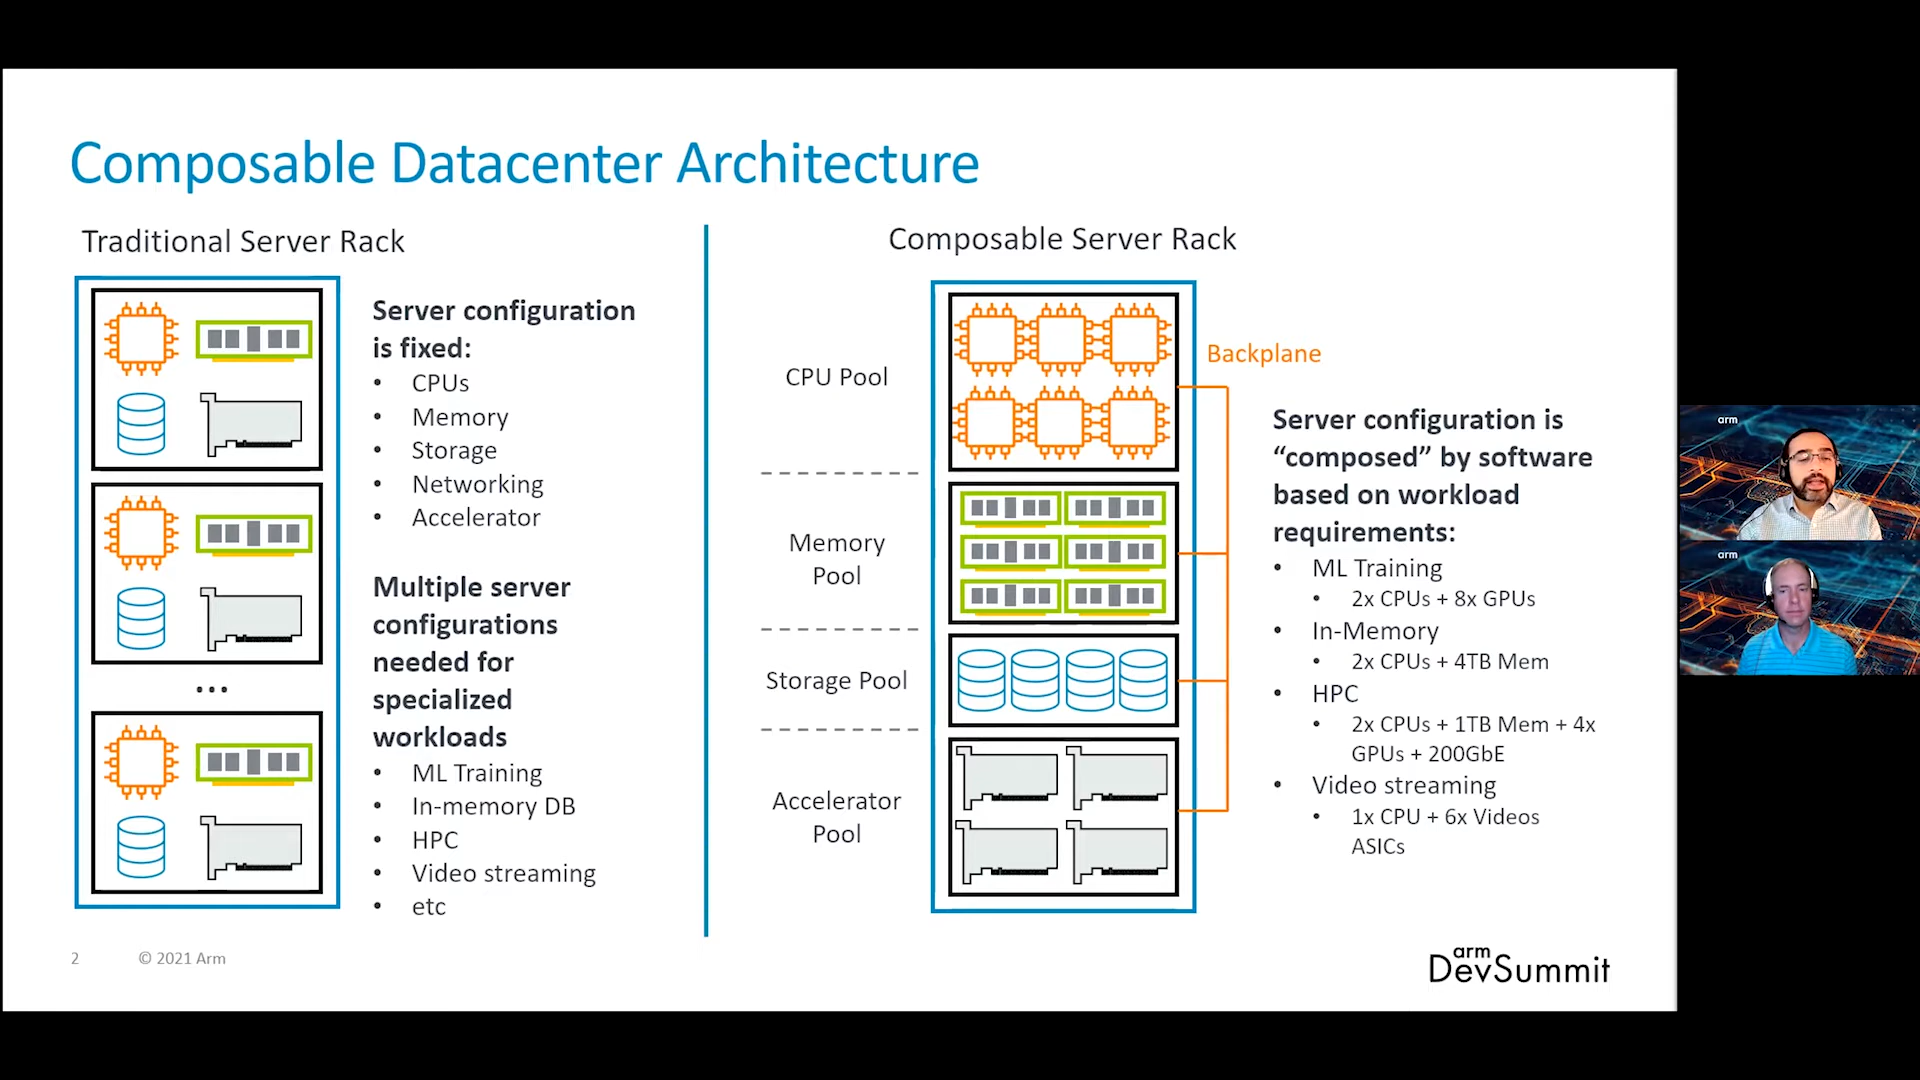 Composable Datacenter Architecture
Traditional Server Rack
Server configuration
is fixed:
• CPUs
• Memory
• Storage
• Networking
• Accelerator
Multiple server
configurations
needed for
specialized
workloads
• ML Training
• In-memory DB
• HPC
• Video streaming
• etc
...
Composable Server Rack
CPU Pool
Memory
Pool
Storage Pool
Accelerator
Pool
Backplane
Server configuration is
“composed” by software
based on workload
requirements:
• ML Training
• 2x CPUs + 8x GPUs
• In-Memory
• 2x CPUs + 4TB Mem
• HPC
• 2x CPUs + 1TB Mem + 4x
GPUs + 200GbE
• Video streaming
• 1x CPU + 6x Videos
ASICs
2 © 2021 Arm
arm
DevSummit
arm
arm